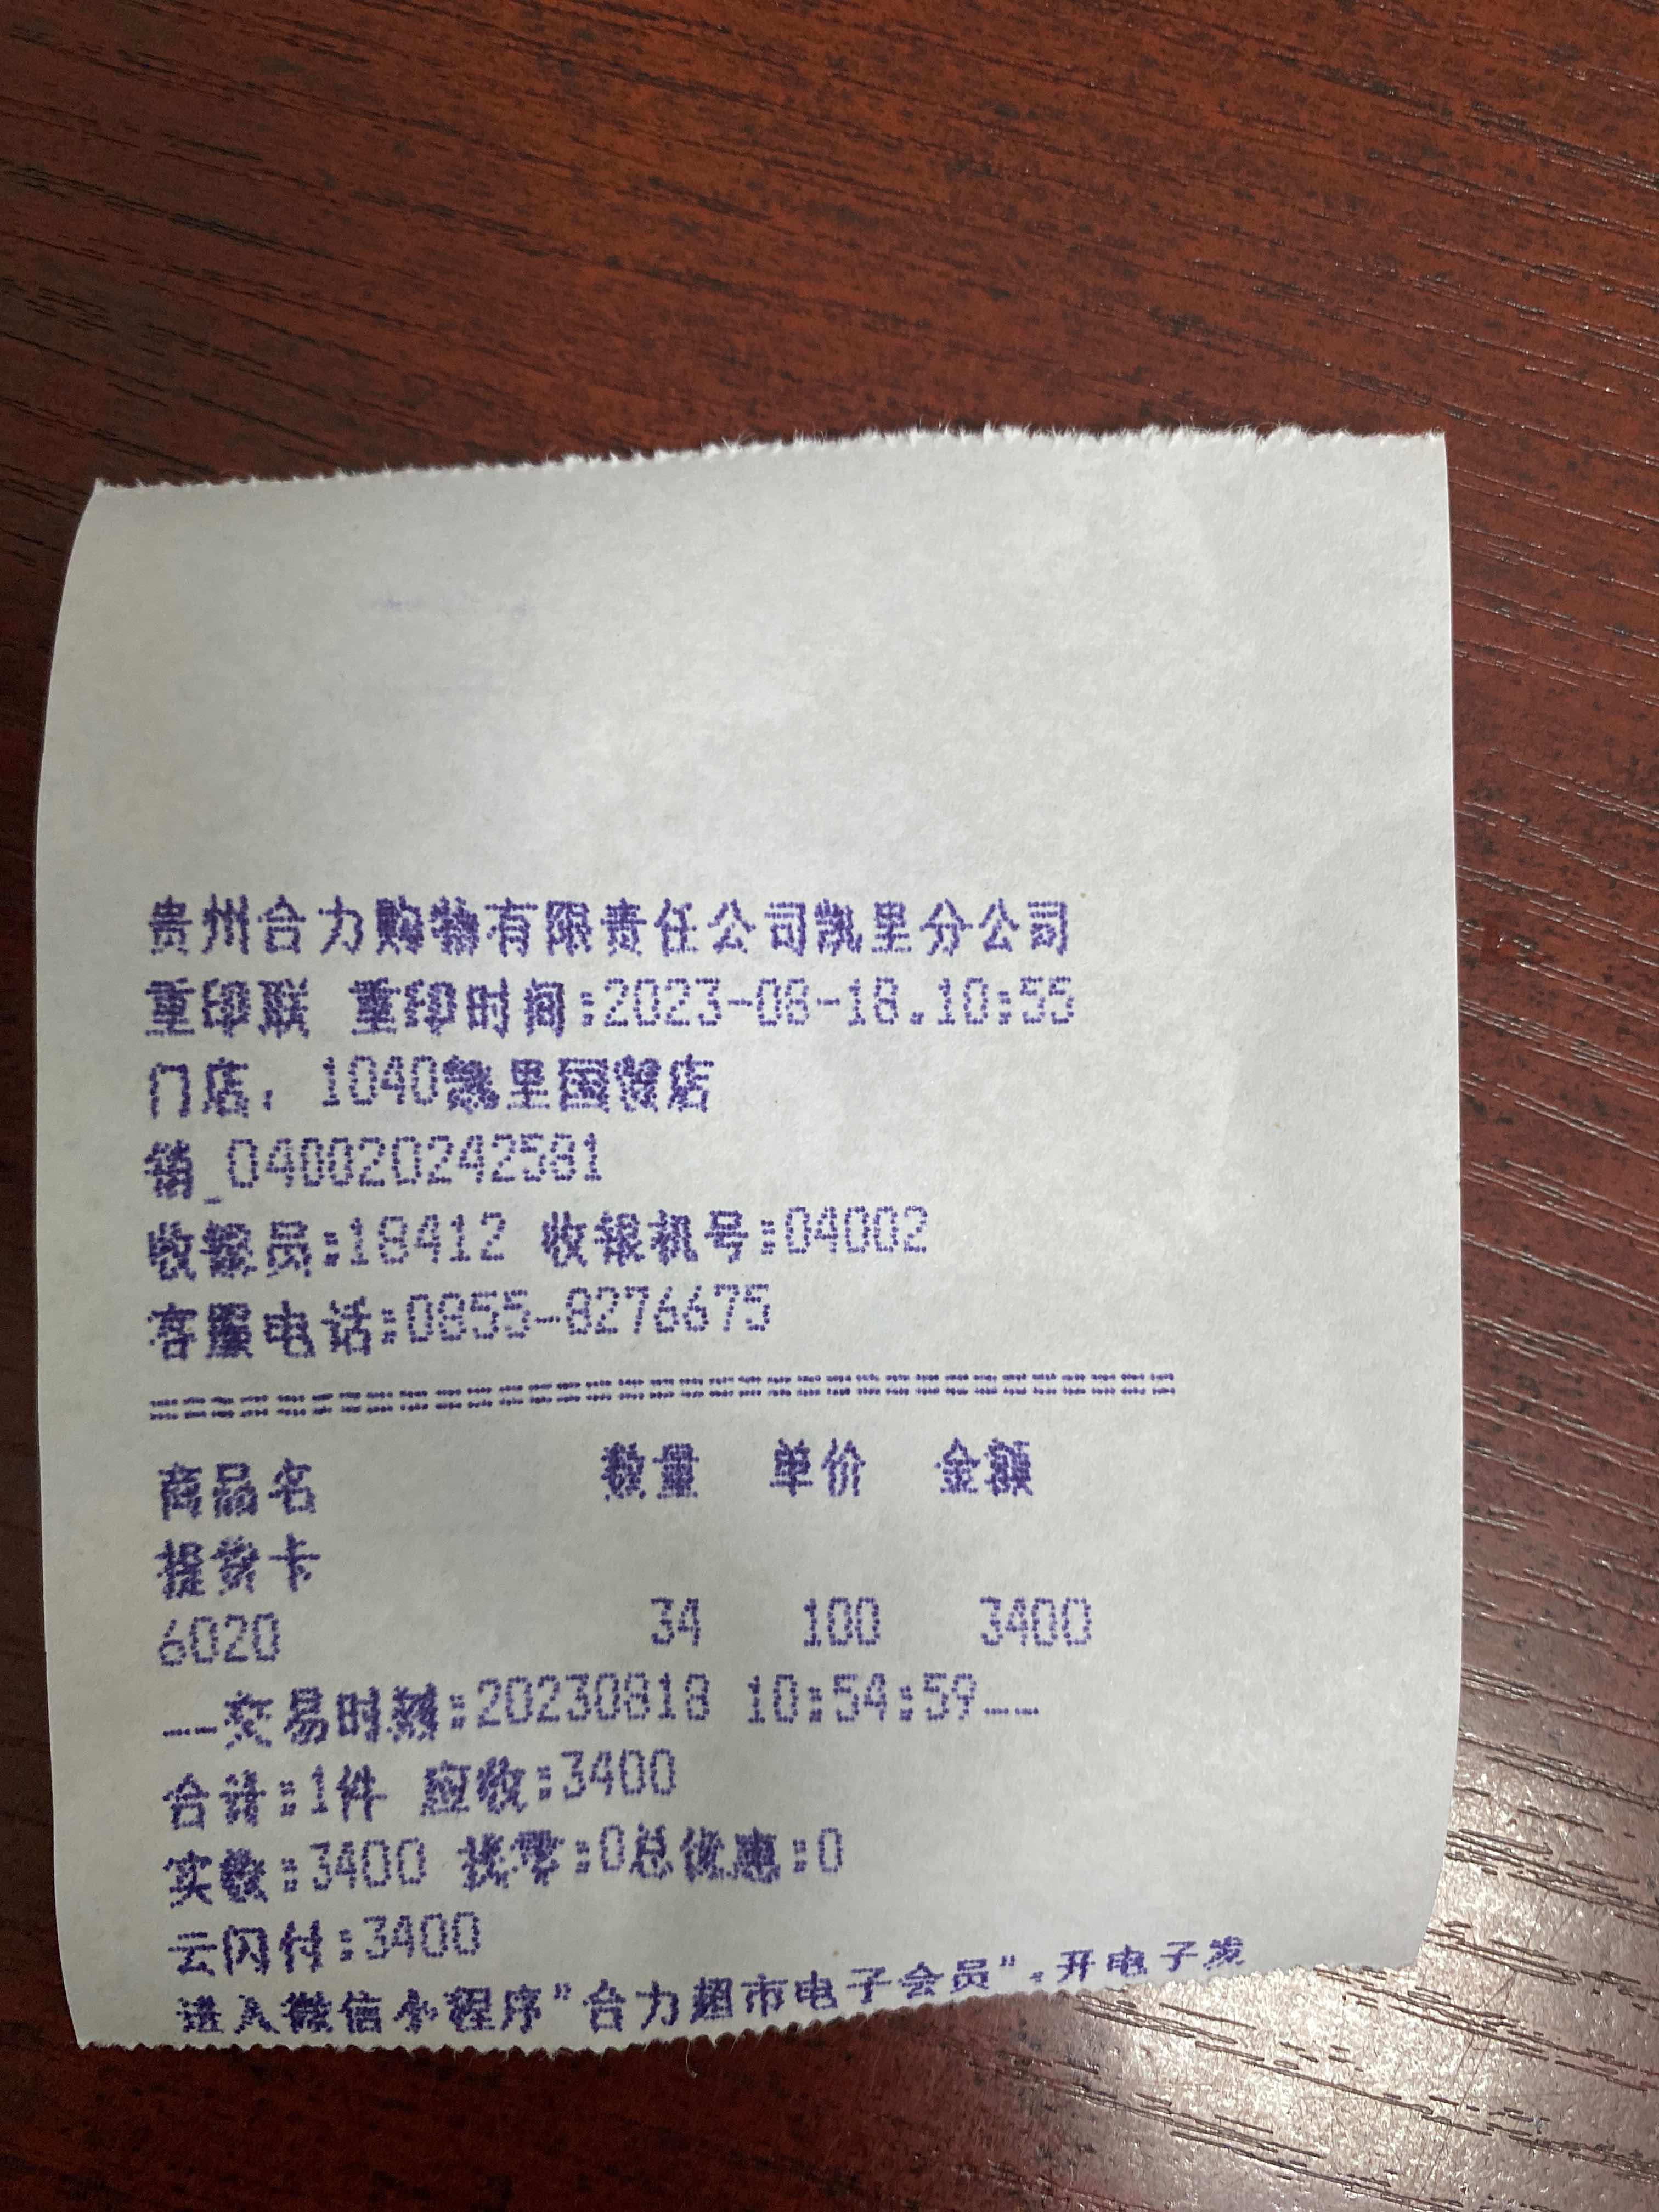 贵州合力购物有限责任公司凯里分公司
重印联 重印时间:2023-08-18.10:55
门店: 1040凯里国贸店
销_040020242581
收银员:18412 收银机号:04002
客服电话:0855-8276675
===================================
商品名 数量 单价 金额
提货卡
6020 34 100 3400
--交易时刻:20230818 10:54:59--
合计:1件 应收:3400
实收:3400 找零:0总优惠:0
云闪付:3400
进入微信小程序"合力超市电子会员",开电子发